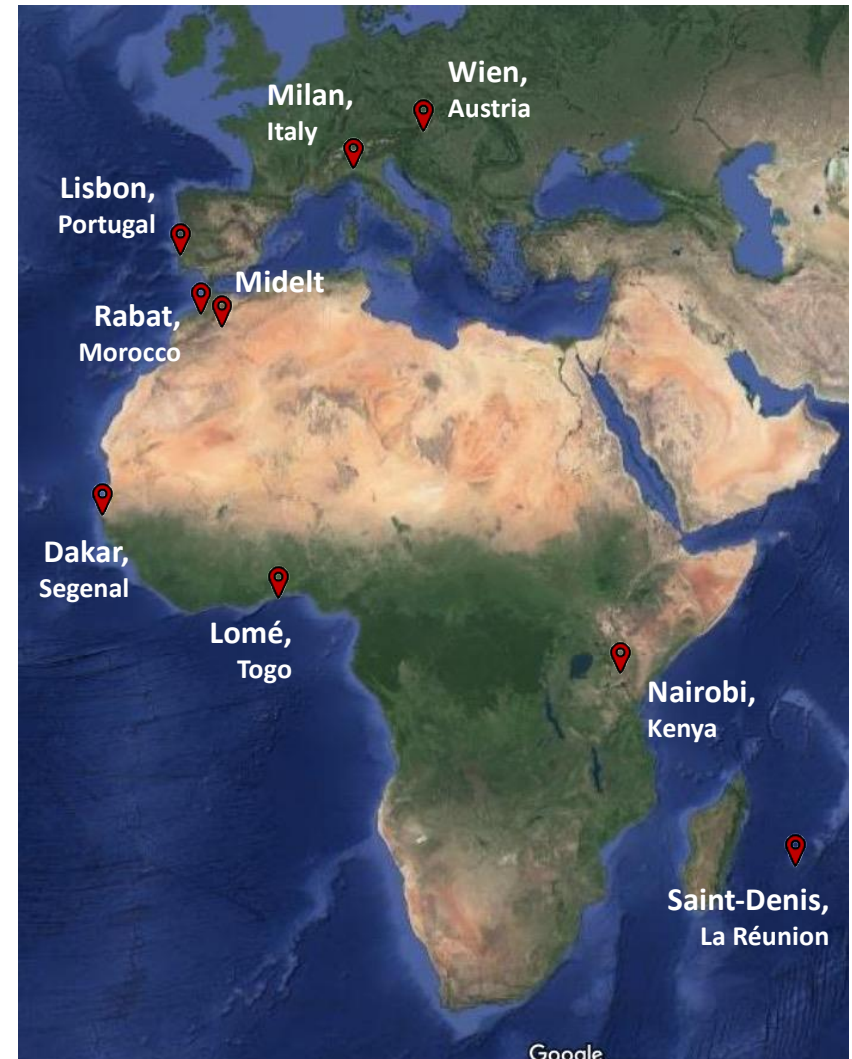 Wien,
Austria
Milan,
Italy
Lisbon,
Portugal
Midelt
Rabat,
Morocco
Dakar,
Segenal
Lomé,
Togo
Nairobi,
Kenya
Saint-Denis,
La Réunion
Google